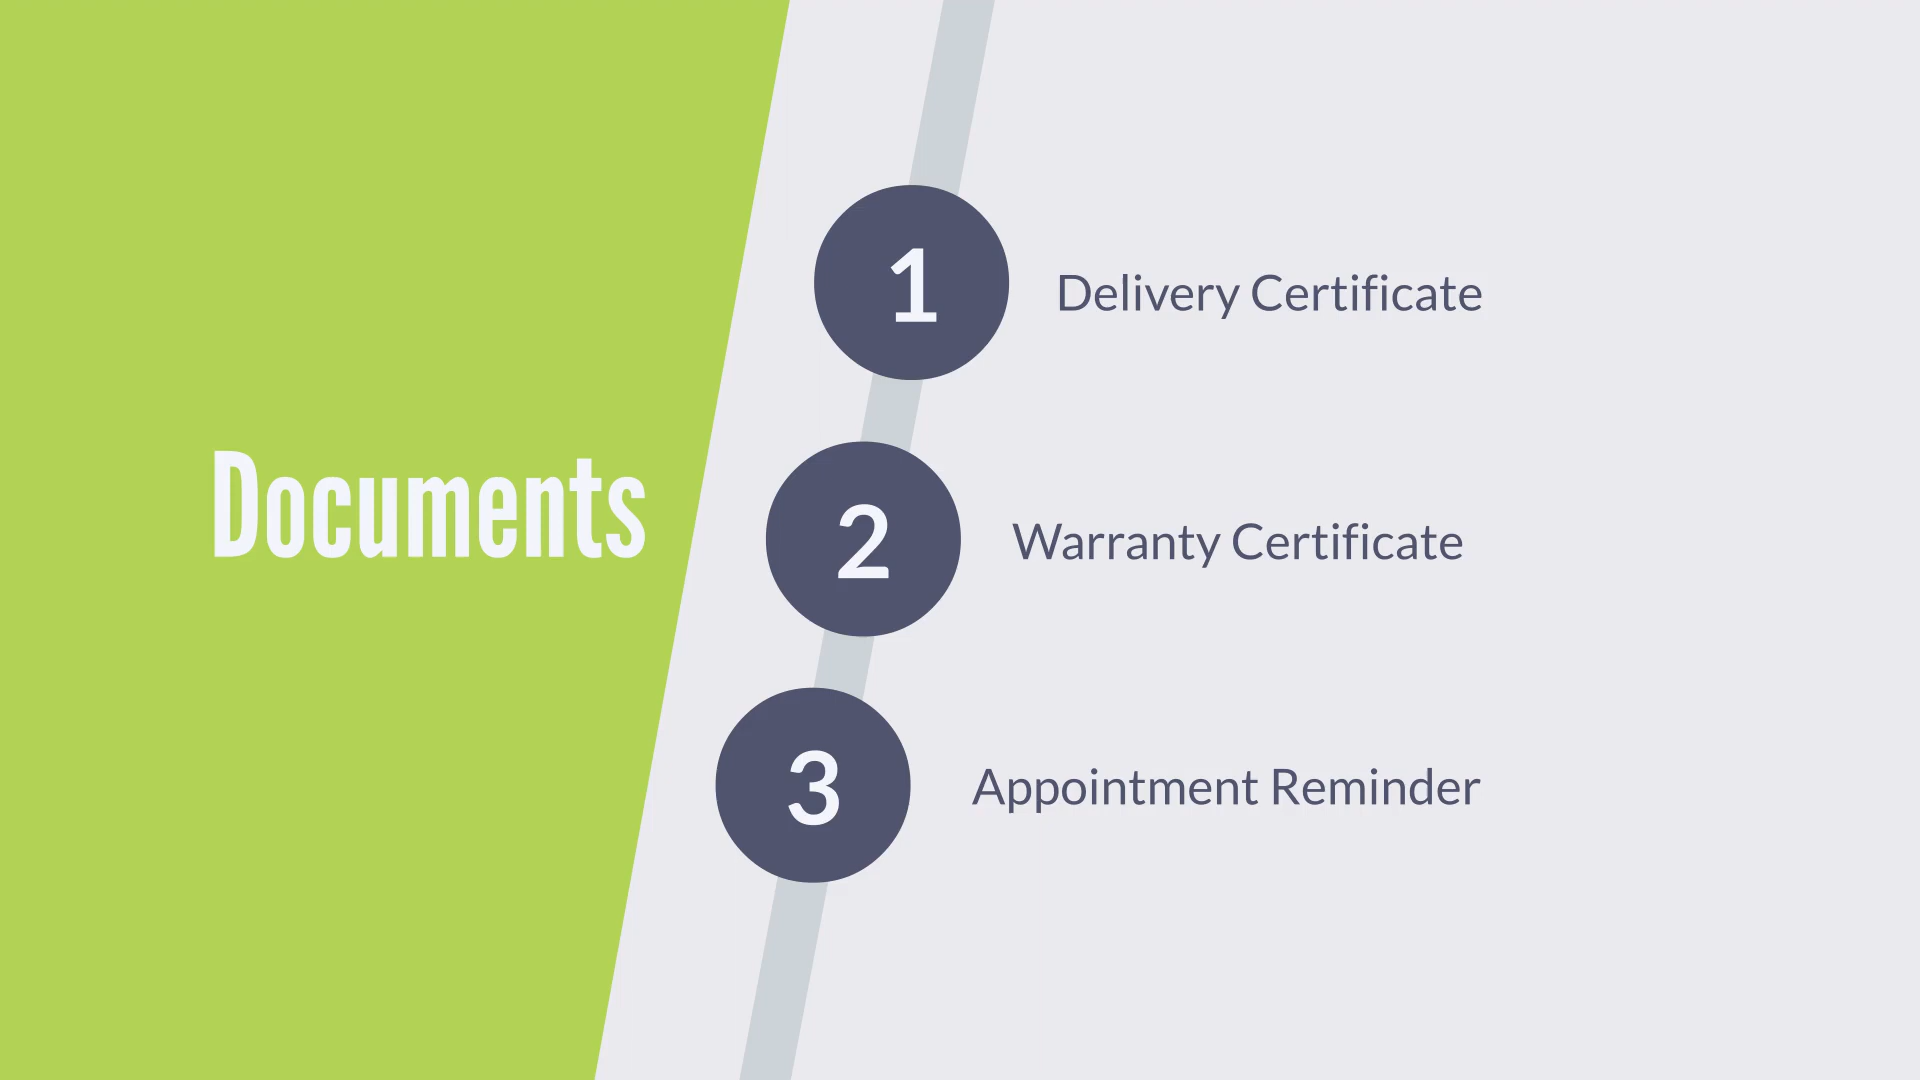 Documents
1
Delivery Certificate
2
Warranty Certificate
3
Appointment Reminder